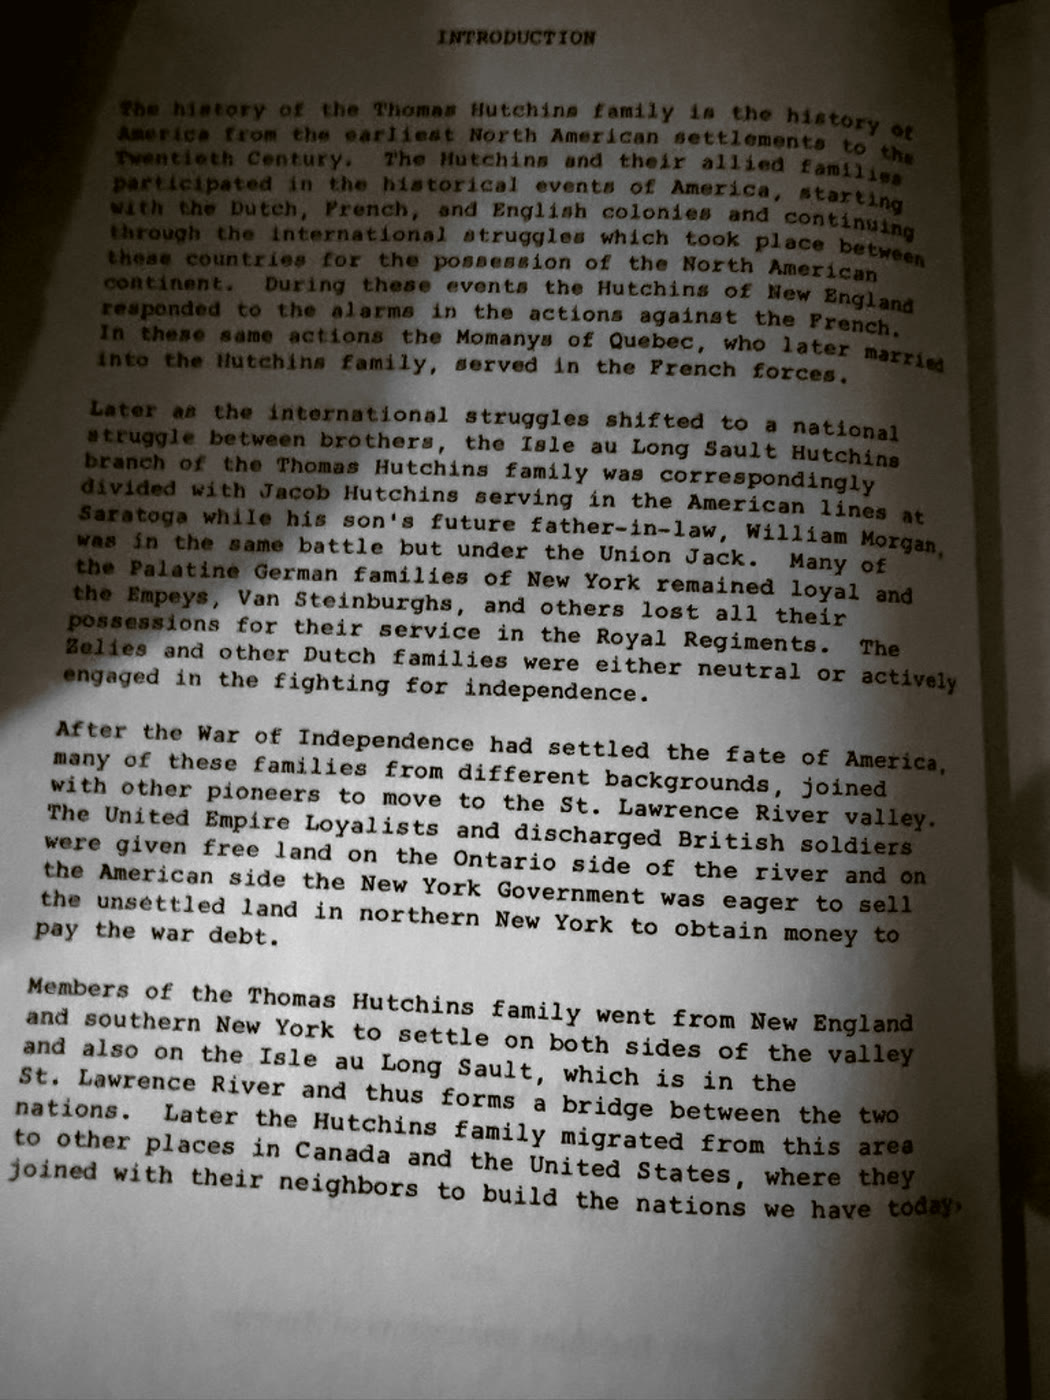 INTRODUCTION
The history of the Thomas Hutchins family is the history of
America from the earliest North American settlements to the
Twentieth Century. The Hutchins and their allied families
participated in the historical events of America, starting
with the Dutch, French, and English colonies and continuing
through the international struggles which took place between
these countries for the possession of the North American
continent. During these events the Hutchins of New England
responded to the alarms in the actions against the French.
In these same actions the Momanys of Quebec, who later married
into the Hutchins family, served in the French forces.
Later as the international struggles shifted to a national
struggle between brothers, the Isle au Long Sault Hutchins
branch of the Thomas Hutchins family was correspondingly
divided with Jacob Hutchins serving in the American lines at
Saratoga while his son's future father-in-law, William Morgan,
was in the same battle but under the Union Jack. Many of
the Palatine German families of New York remained loyal and
the Empeys, Van Steinburghs, and others lost all their
possessions for their service in the Royal Regiments. The
Zelies and other Dutch families were either neutral or actively
engaged in the fighting for independence.
After the War of Independence had settled the fate of America,
many of these families from different backgrounds, joined
with other pioneers to move to the St. Lawrence River valley.
The United Empire Loyalists and discharged British soldiers
were given free land on the Ontario side of the river and on
the American side the New York Government was eager to sell
the unsettled land in northern New York to obtain money to
pay the war debt.
Members of the Thomas Hutchins family went from New England
and southern New York to settle on both sides of the valley
and also on the Isle au Long Sault, which is in the
St. Lawrence River and thus forms a bridge between the two
nations. Later the Hutchins family migrated from this area
to other places in Canada and the United States, where they
joined with their neighbors to build the nations we have today.